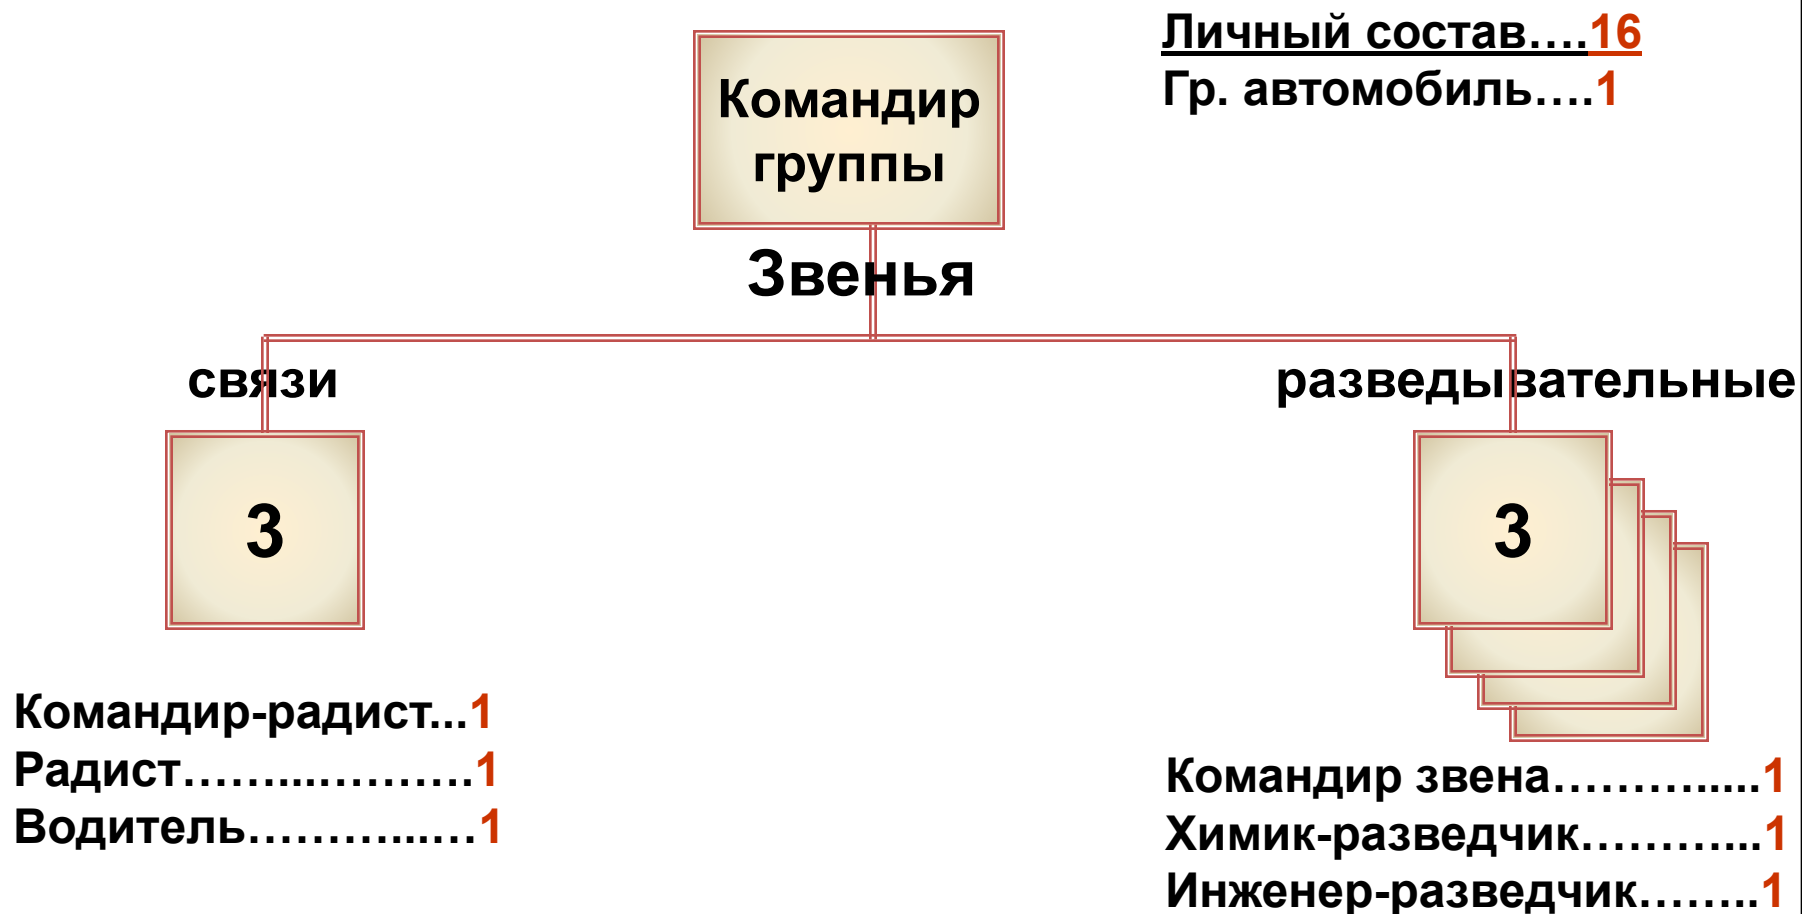 Личный состав….16
Гр. автомобиль….1
Командир
группы
Звенья
связи
разведывательные
3
3
Командир-радист...1
Радист……...……….1
Водитель………...…1
Командир звена……….....1
Химик-разведчик………...1
Инженер-разведчик……..1